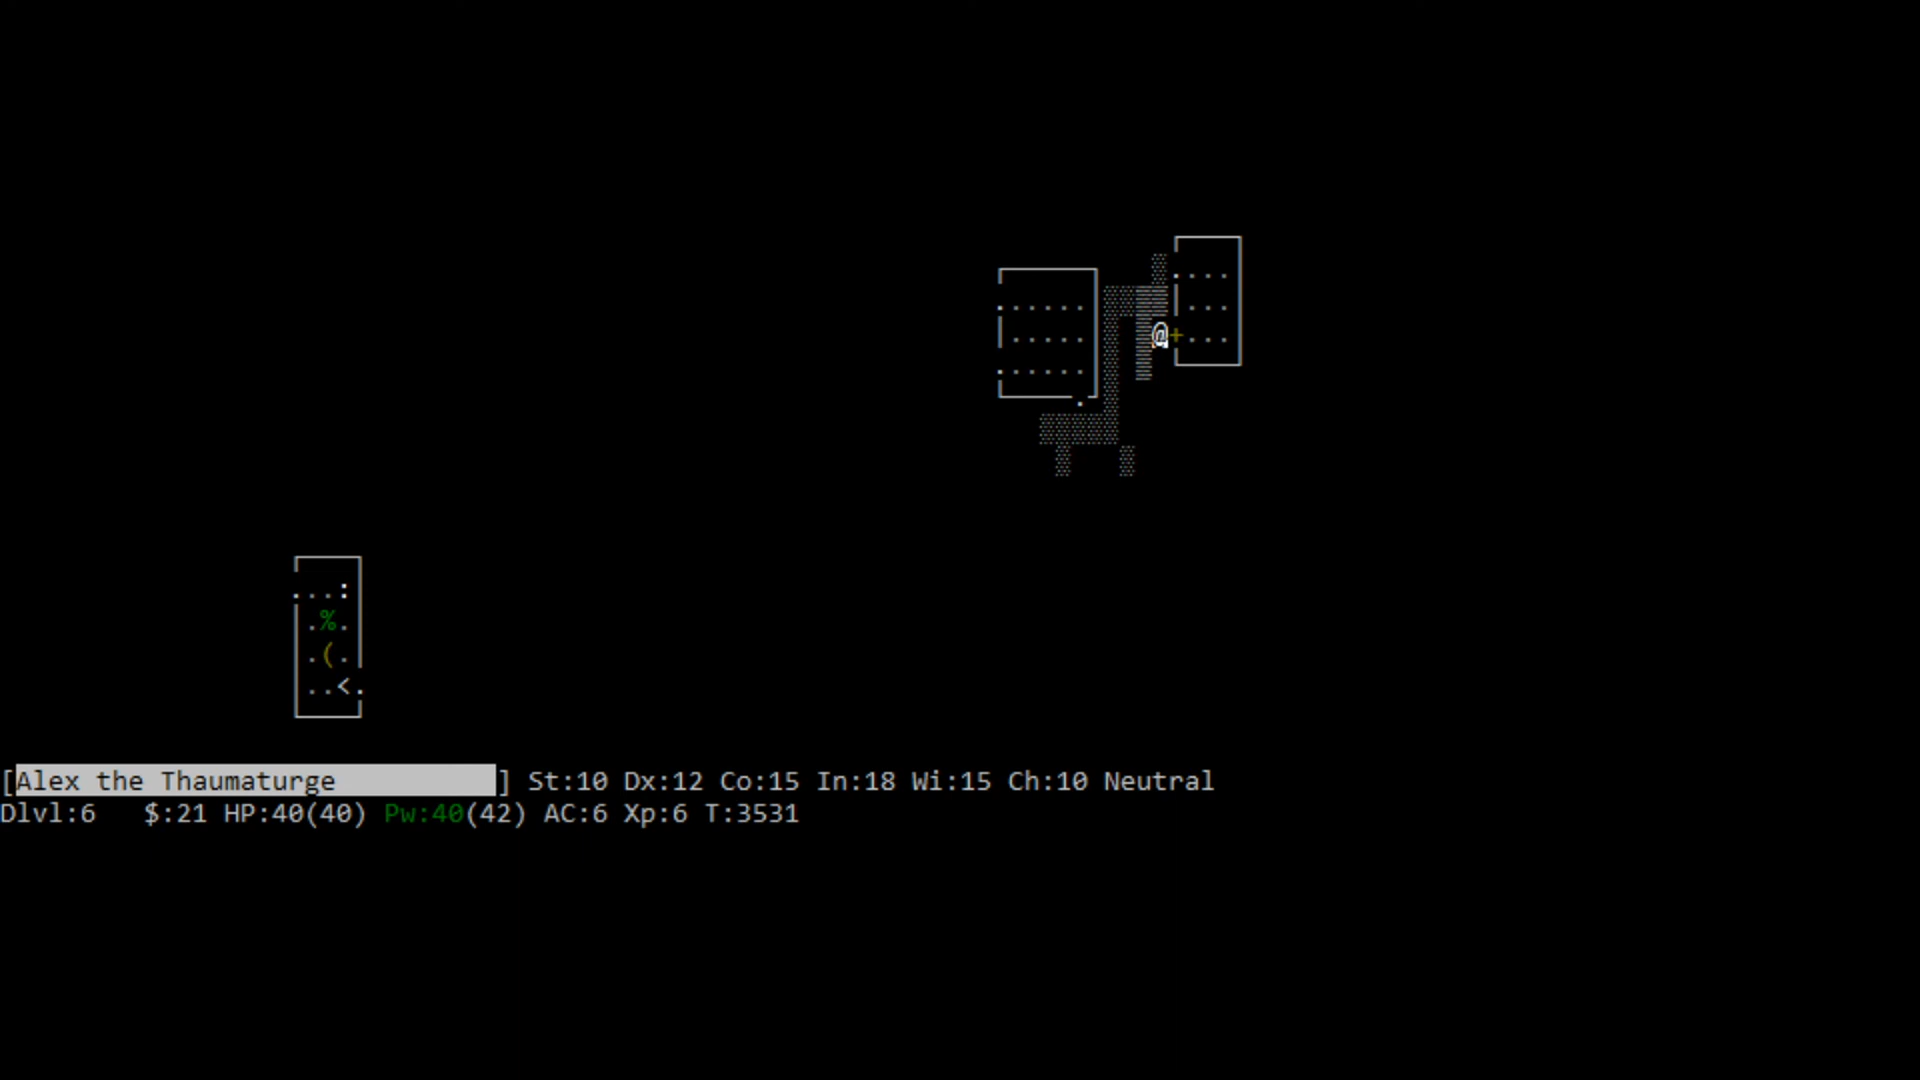 [Alex the Thaumaturge ] St:10 Dx:12 Co:15 In:18 Wi:15 Ch:10 Neutral
Dlvl:6 $:21 HP:40(40) Pw:40(42) AC:6 Xp:6 T:3531